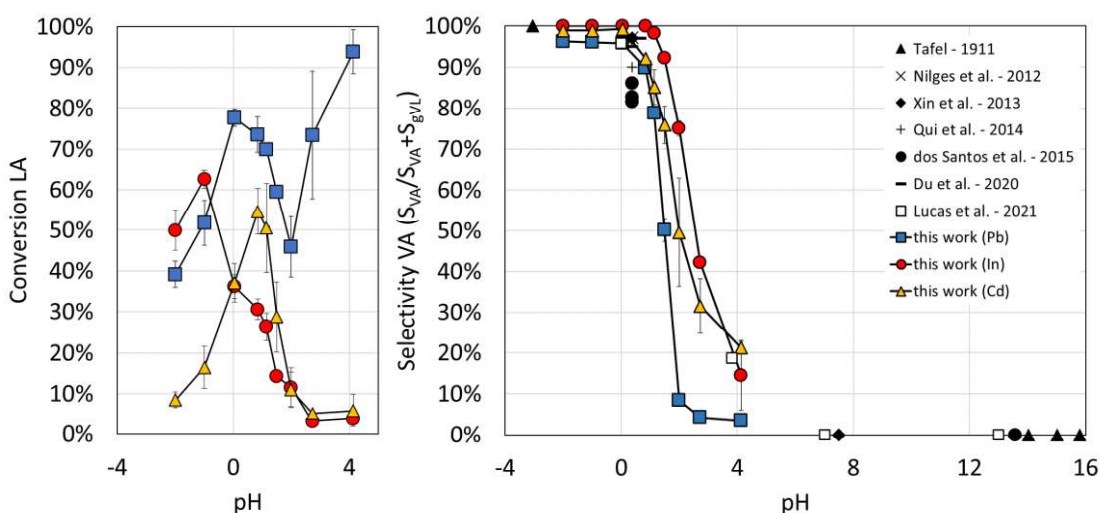 100%
90%
80%
70%
60%
50%
40%
30%
20%
10%
0%
Conversion LA
-4 0 4
pH
100%
90%
80%
70%
60%
50%
40%
30%
20%
10%
0%
Selectivity VA (S_VA/S_VA+S_gVL)
-4 0 4 8 12 16
pH
Tafel - 1911
Nilges et al. - 2012
Xin et al. - 2013
Qui et al. - 2014
dos Santos et al. - 2015
Du et al. - 2020
Lucas et al. - 2021
this work (Pb)
this work (In)
this work (Cd)